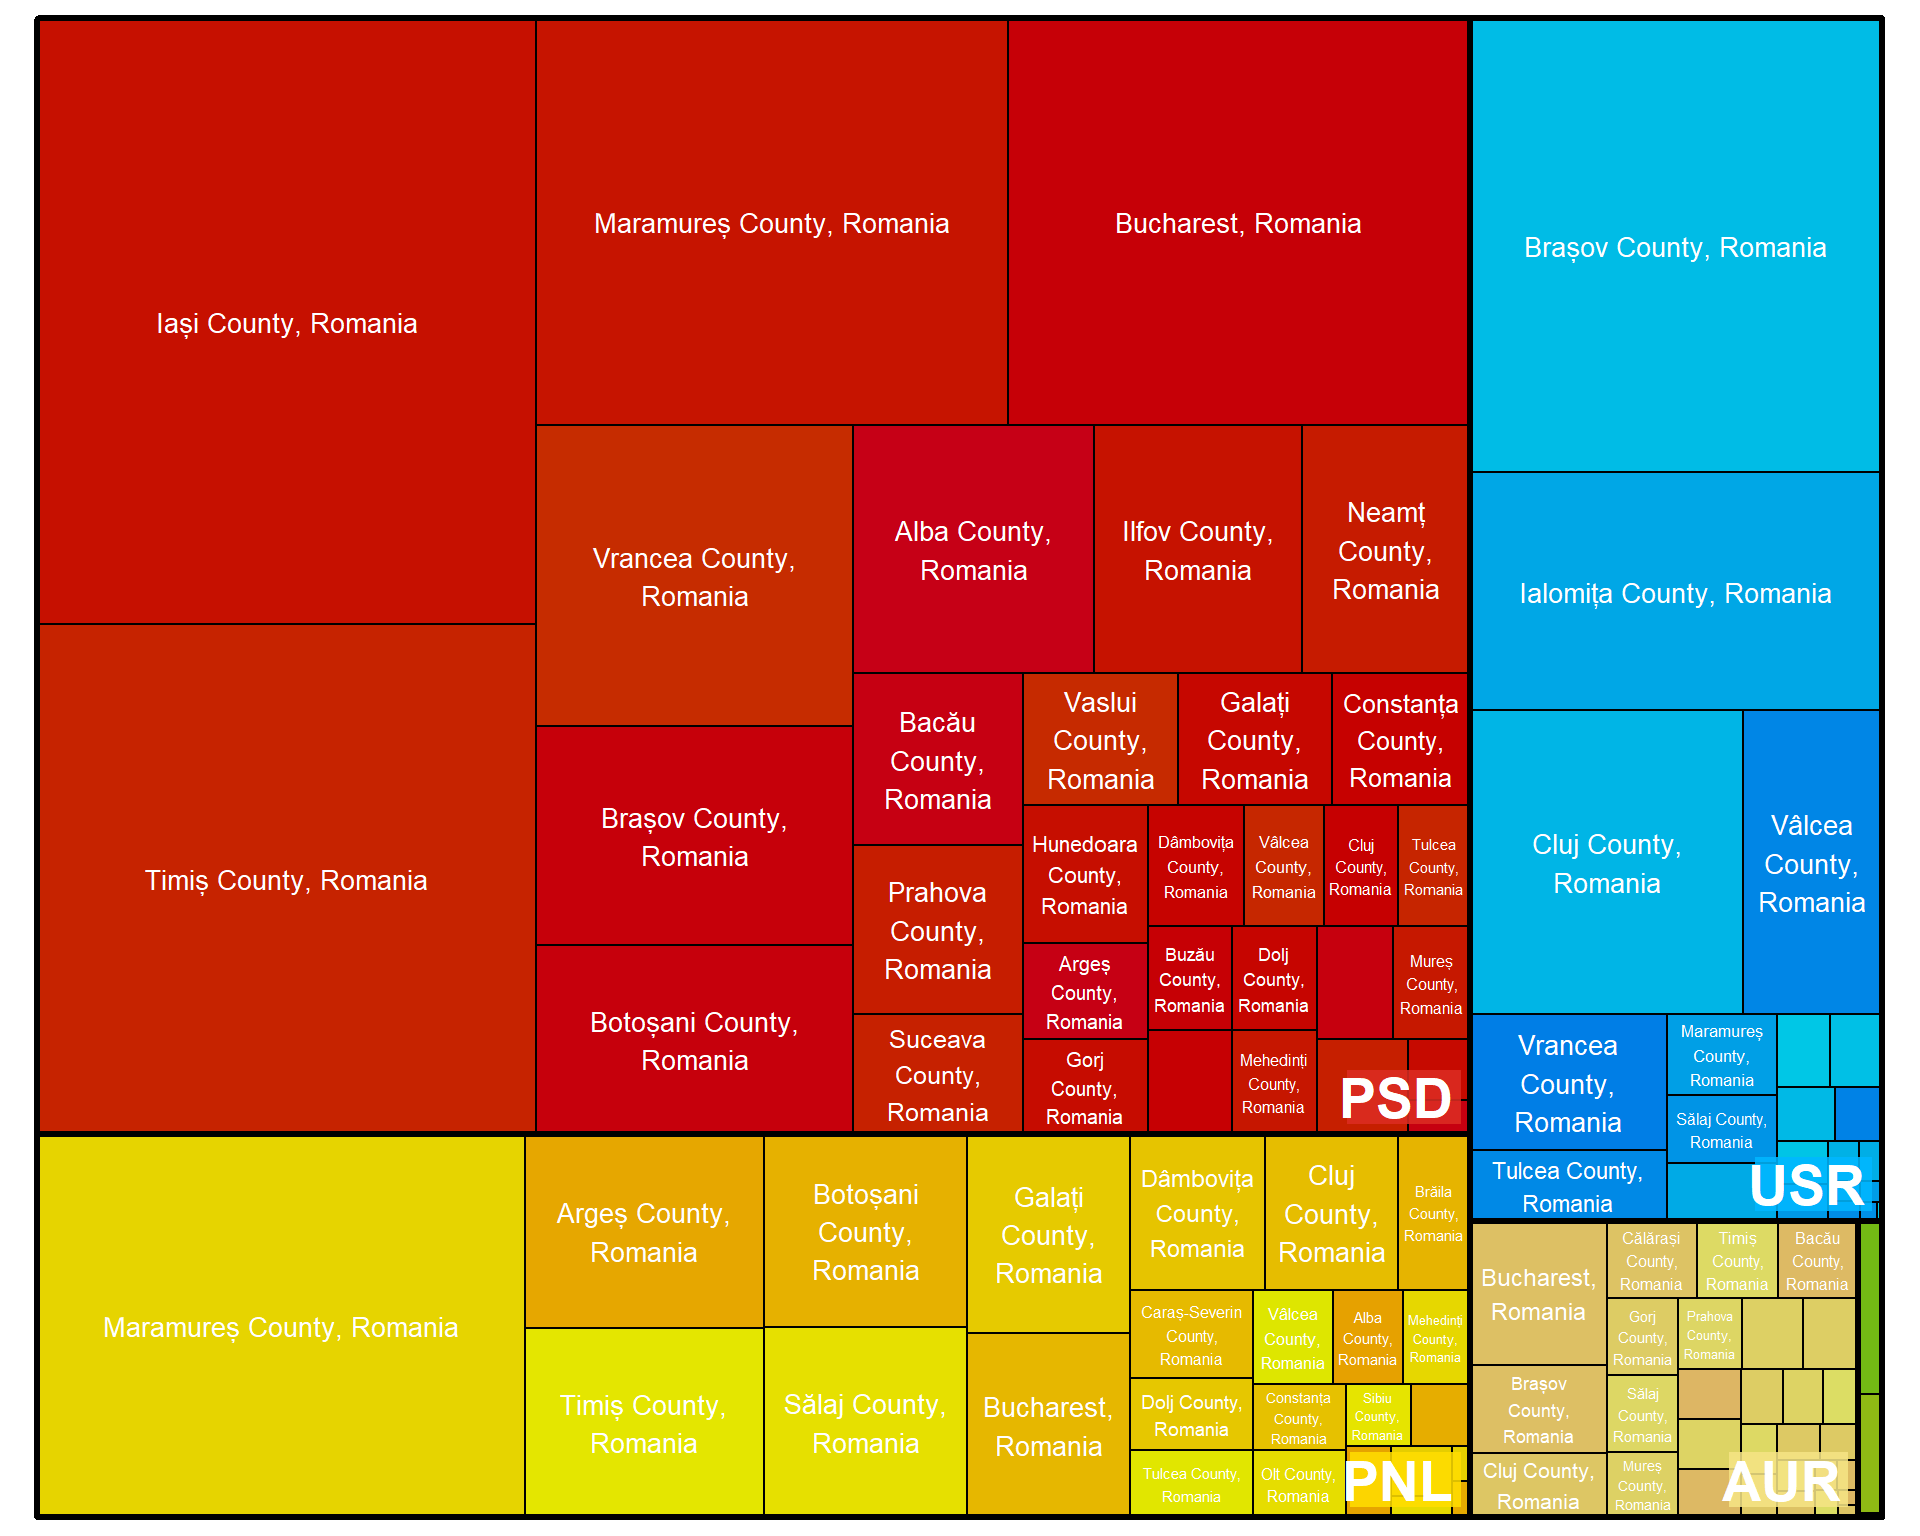 Iași County, Romania
Maramureș County, Romania
Bucharest, Romania
Timiș County, Romania
Vrancea County,
Romania
Alba County,
Romania
Ilfov County,
Romania
Neamț
County,
Romania
Brașov County,
Romania
Botoșani County,
Romania
Bacău
County,
Romania
Prahova
County,
Romania
Suceava
County,
Romania
Vaslui
County,
Romania
Galați
County,
Romania
Constanța
County,
Romania
Hunedoara
County,
Romania
Argeș
County,
Romania
Gorj
County,
Romania
Dâmbovița
County,
Romania
Vâlcea
County,
Romania
Cluj
County,
Romania
Tulcea
County,
Romania
Buzău
County,
Romania
Dolj
County,
Romania
Mureș
County,
Romania
Mehedinți
County,
Romania
PSD
Brașov County, Romania
Ialomița County, Romania
Cluj County,
Romania
Vâlcea
County,
Romania
Vrancea
County,
Romania
Tulcea County,
Romania
Maramureș
County,
Romania
Sălaj County,
Romania
USR
Maramureș County, Romania
Argeș County,
Romania
Timiș County,
Romania
Botoșani
County,
Romania
Sălaj County,
Romania
Galați
County,
Romania
Bucharest,
Romania
Dâmbovița
County,
Romania
Cluj
County,
Romania
Brăila
County,
Romania
Caraș-Severin
County,
Romania
Vâlcea
County,
Romania
Alba
County,
Romania
Mehedinți
County,
Romania
Dolj County,
Romania
Constanța
County,
Romania
Sibiu
County,
Romania
Tulcea County,
Romania
Olt County,
Romania
PNL
Bucharest,
Romania
Brașov
County,
Romania
Cluj County,
Romania
Călărași
County,
Romania
Timiș
County,
Romania
Bacău
County,
Romania
Gorj
County,
Romania
Prahova
County,
Romania
Sălaj
County,
Romania
Mureș
County,
Romania
AUR